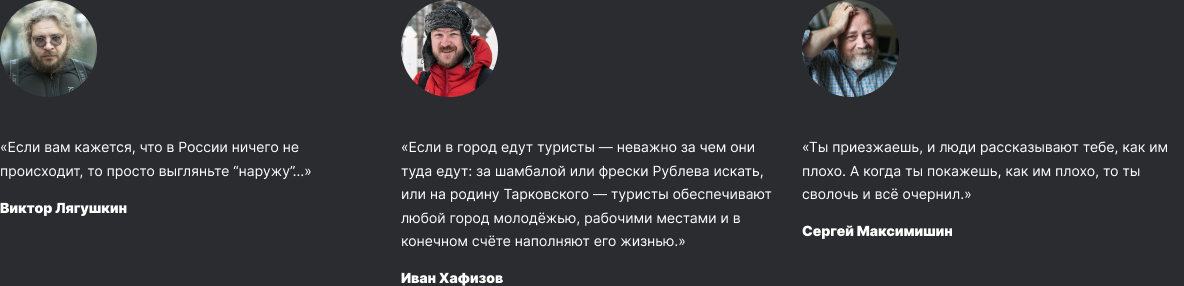 «Если вам кажется, что в России ничего не
происходит, то просто выгляньте “наружу”...»
Виктор Лягушкин
«Если в город едут туристы — неважно за чем они
туда едут: за шамбалой или фрески Рублева искать,
или на родину Тарковского — туристы обеспечивают
любой город молодёжью, рабочими местами и в
конечном счёте наполняют его жизнью.»
Иван Хафизов
«Ты приезжаешь, и люди рассказывают тебе, как им
плохо. А когда ты покажешь, как им плохо, то ты
сволочь и всё очернил.»
Сергей Максимишин